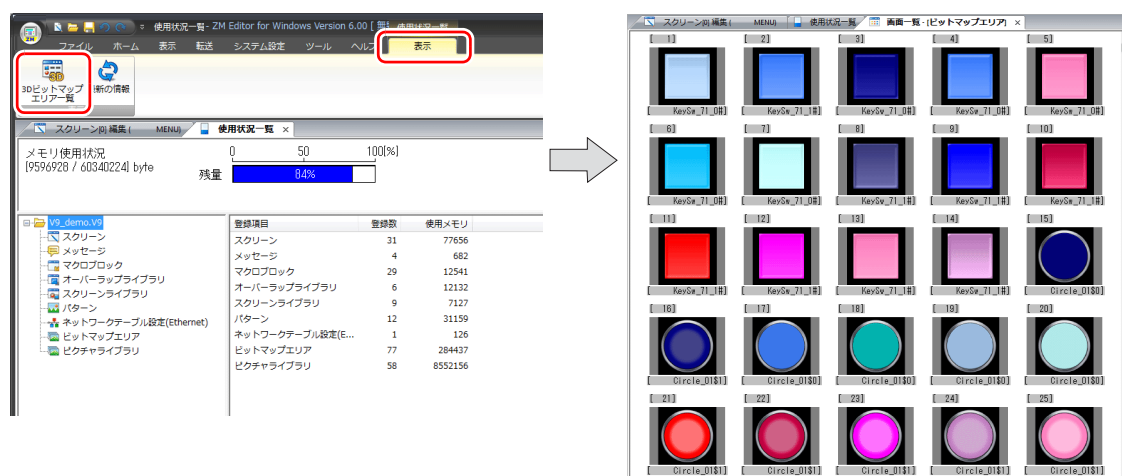 使用状況一覧 - ZM Editor for Windows Version 6.00 [
使用状況一覧
ZM
ファイル ホーム 表示 転送 システム設定 ツール ヘルプ 表示
3Dビットマップ
エリア一覧
新の情報
スクリーン[0] 編集 ( MENU) 使用状況一覧 ×
メモリ使用状況
[9596928 / 60340224] byte
0 50 100[%]
残量 84%
V9_demo.V9
スクリーン
メッセージ
マクロブロック
オーバーラップライブラリ
スクリーンライブラリ
パターン
ネットワークテーブル設定(Ethernet)
ビットマップエリア
ピクチャライブラリ
登録項目 登録数 使用メモリ
スクリーン 31 77656
メッセージ 4 682
マクロブロック 29 12541
オーバーラップライブラリ 6 12132
スクリーンライブラリ 9 7127
パターン 12 31159
ネットワークテーブル設定(E... 1 126
ビットマップエリア 77 284437
ピクチャライブラリ 58 8552156
スクリーン[0] 編集 ( MENU) 使用状況一覧 画面一覧 - [ビットマップエリア] ×
[ 1] [ 2] [ 3] [ 4] [ 5]
[ KeySw_71_0#] [ KeySw_71_1#] [ KeySw_71_0#] [ KeySw_71_0#] [ KeySw_71_0#]
[ 6] [ 7] [ 8] [ 9] [ 10]
[ KeySw_71_0#] [ KeySw_71_0#] [ KeySw_71_1#] [ KeySw_71_1#] [ KeySw_71_1#]
[ 11] [ 12] [ 13] [ 14] [ 15]
[ KeySw_71_1#] [ KeySw_71_1#] [ KeySw_71_1#] [ KeySw_71_1#] [ Circle_01$0]
[ 16] [ 17] [ 18] [ 19] [ 20]
[ Circle_01$1] [ Circle_01$0] [ Circle_01$0] [ Circle_01$0] [ Circle_01$0]
[ 21] [ 22] [ 23] [ 24] [ 25]
[ Circle_01$1] [ Circle_01$1] [ Circle_01$1] [ Circle_01$1] [ Circle_01$1]